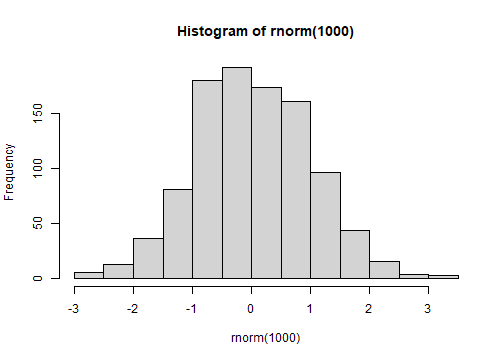 Histogram of rnorm(1000)
Frequency
150
100
50
0
-3 -2 -1 0 1 2 3
rnorm(1000)